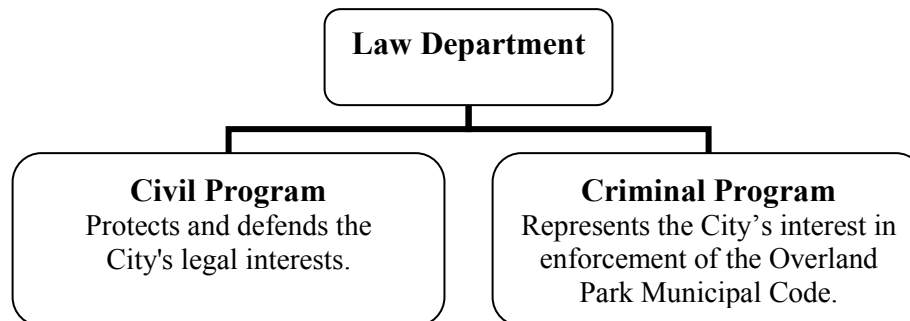 Law Department
Civil Program
Protects and defends the
City's legal interests.
Criminal Program
Represents the City’s interest in
enforcement of the Overland
Park Municipal Code.